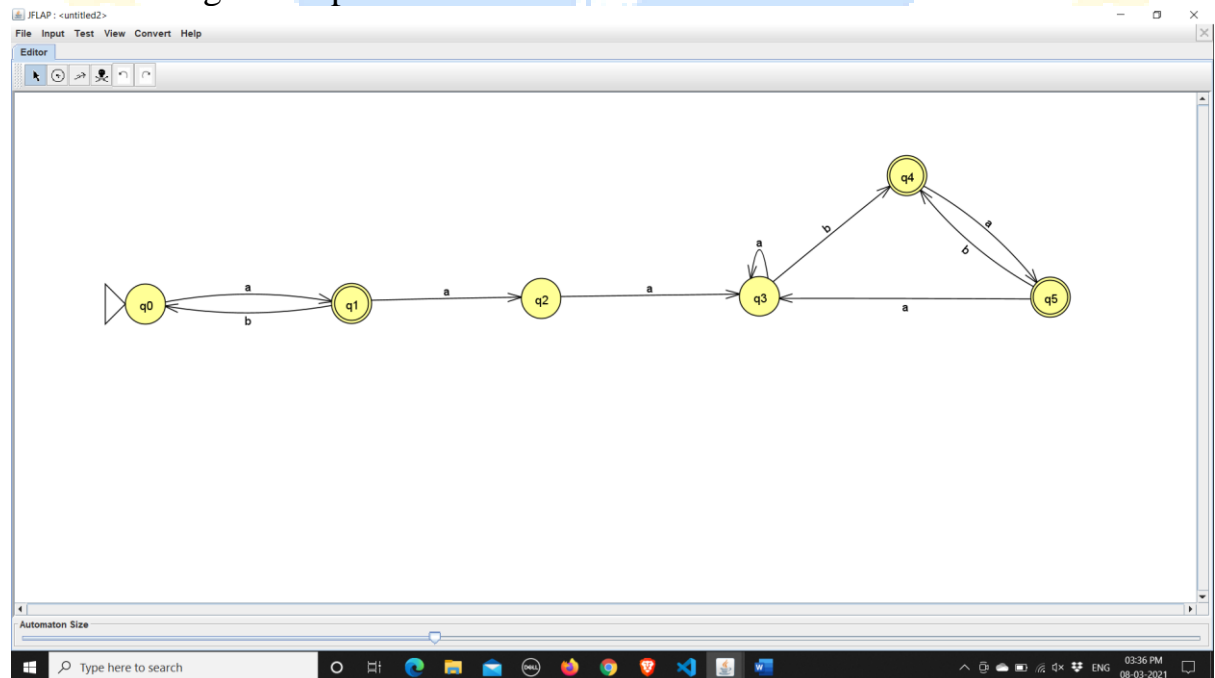 JFLAP : <untitled2>
File Input Test View Convert Help
Editor
q4
a
b
b
a
a
q0
a
b
q1
a
q2
a
q3
a
q5
Automaton Size
Type here to search
DELL
W
ENG
03:36 PM
08-03-2021